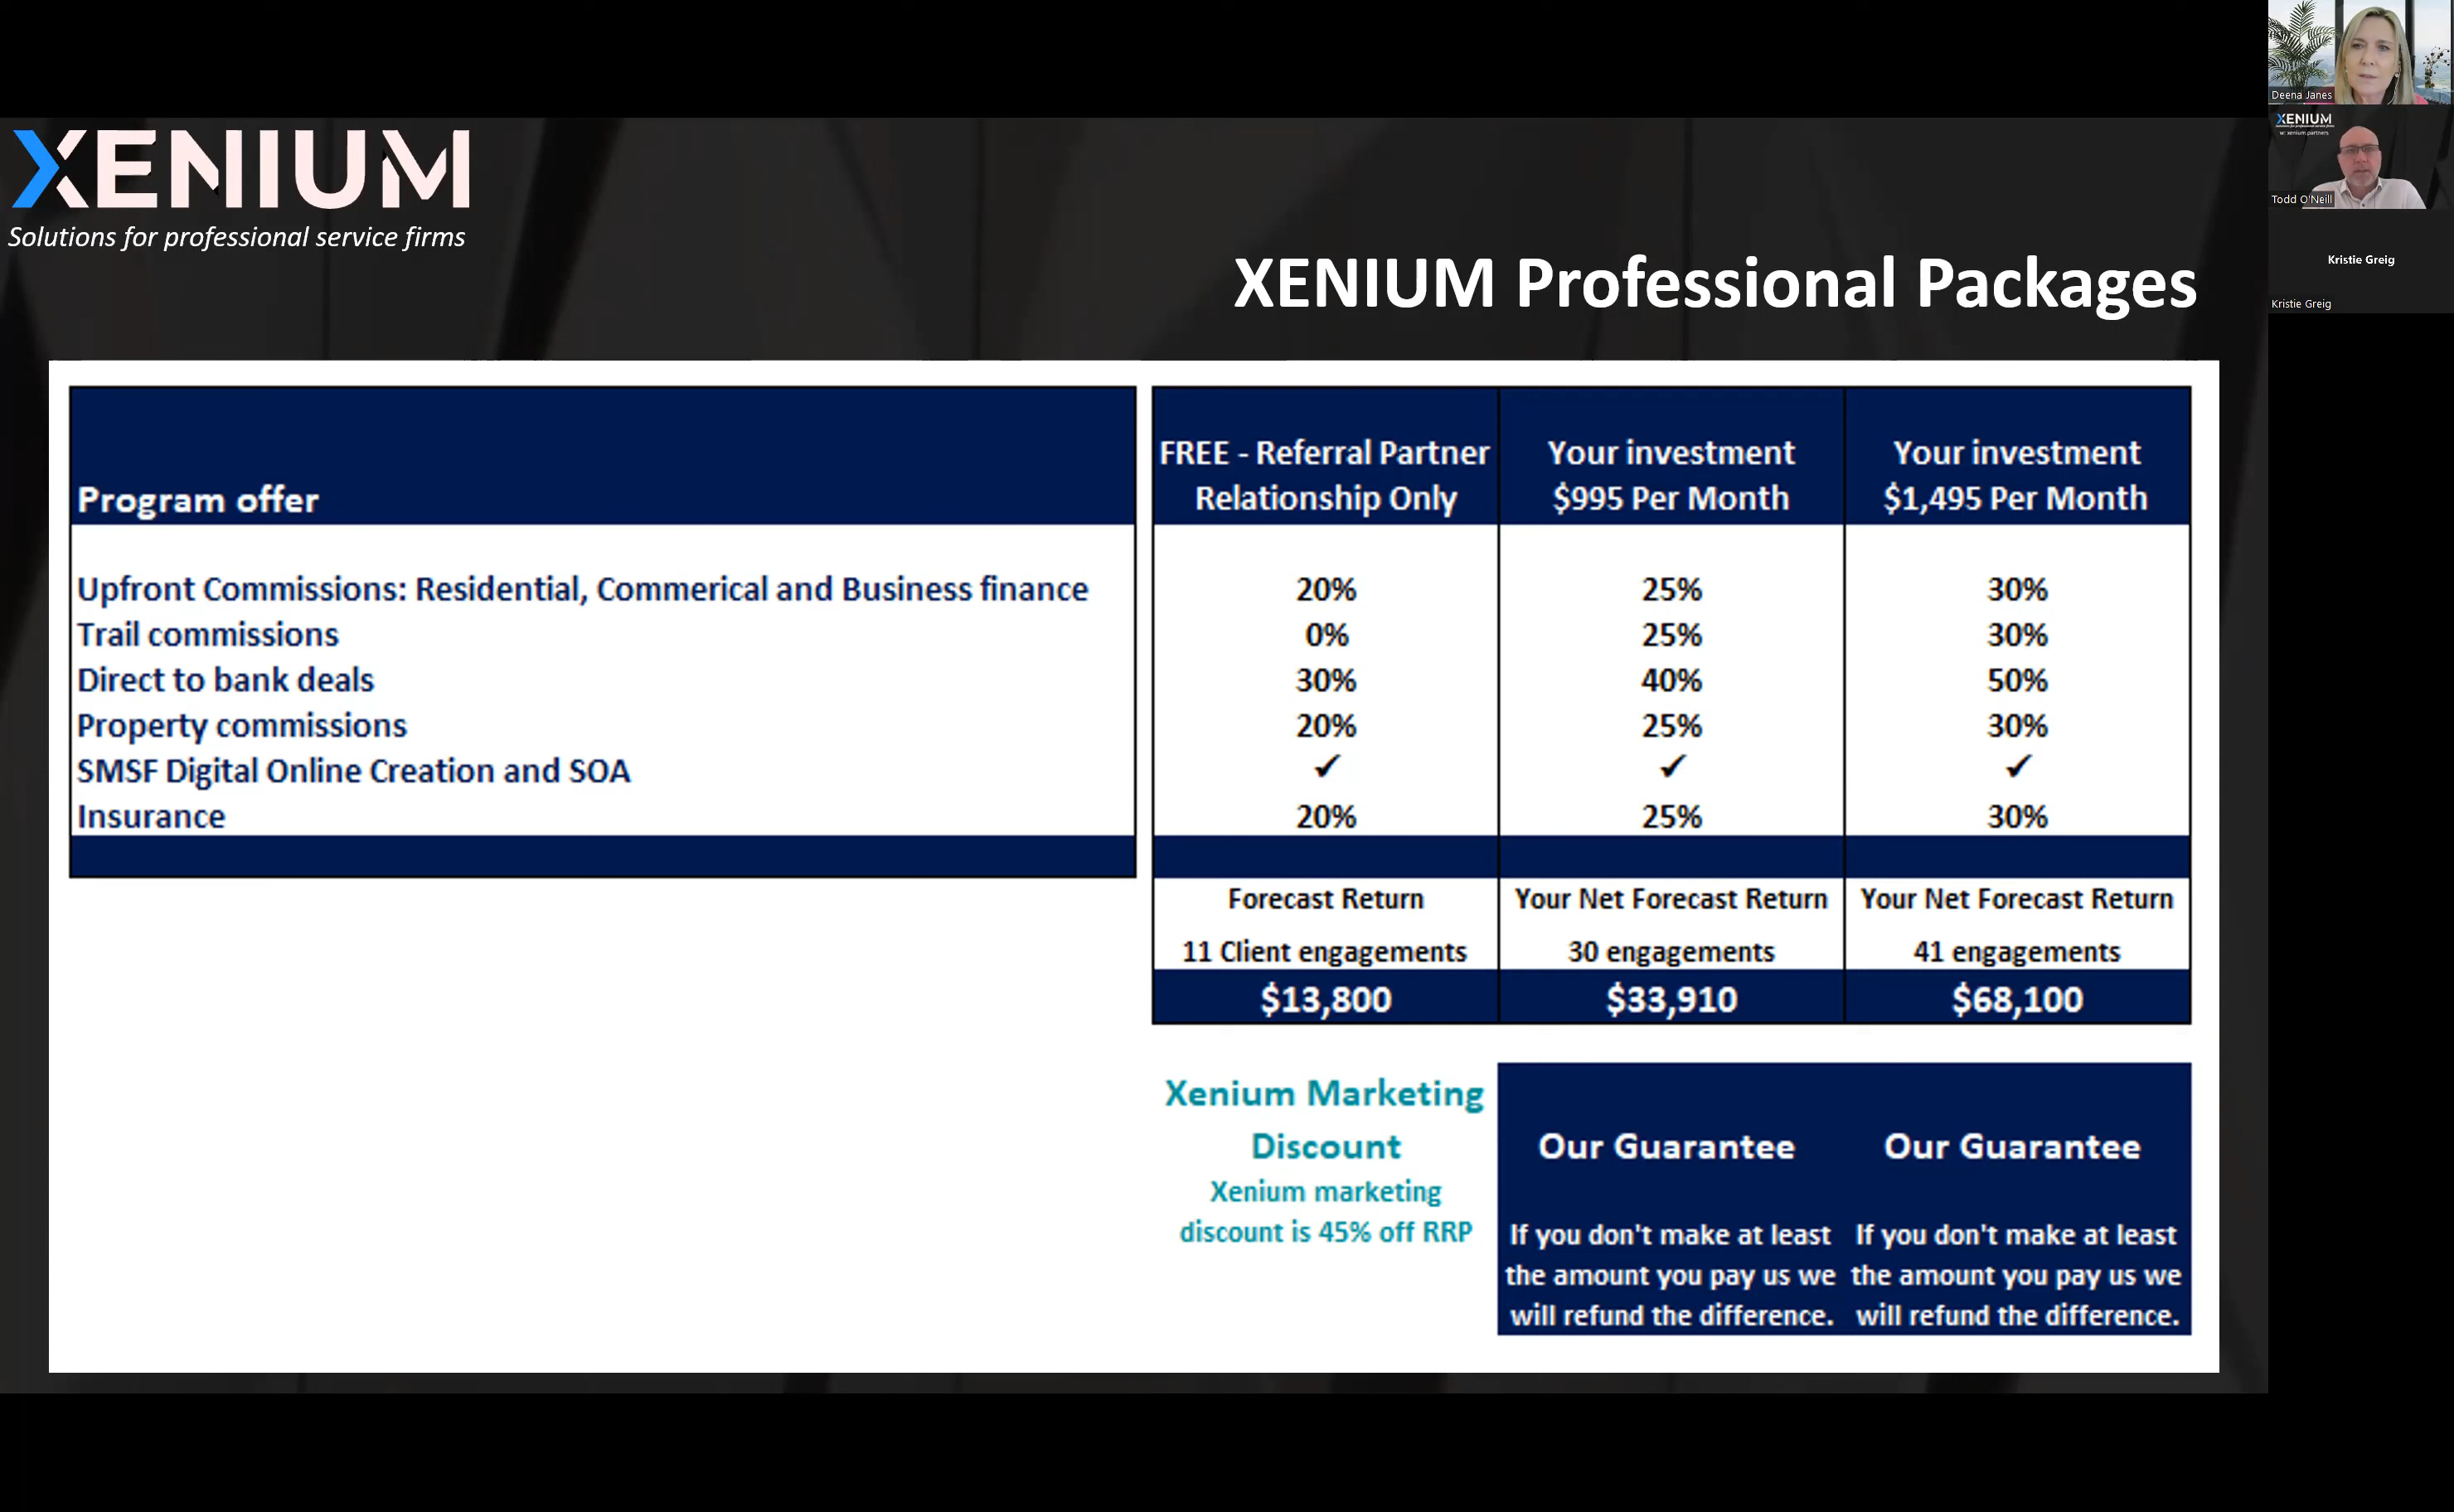 XENIUM
Solutions for professional service firms
XENIUM Professional Packages
Program offer
FREE - Referral Partner
Relationship Only
Your investment
$995 Per Month
Your investment
$1,495 Per Month
Upfront Commissions: Residential, Commerical and Business finance 20% 25% 30%
Trail commissions 0% 25% 30%
Direct to bank deals 30% 40% 50%
Property commissions 20% 25% 30%
SMSF Digital Online Creation and SOA ✓ ✓ ✓
Insurance 20% 25% 30%
Forecast Return
11 Client engagements
$13,800
Your Net Forecast Return
30 engagements
$33,910
Your Net Forecast Return
41 engagements
$68,100
Xenium Marketing
Discount
Xenium marketing
discount is 45% off RRP
Our Guarantee
If you don't make at least
the amount you pay us we
will refund the difference.
Our Guarantee
If you don't make at least
the amount you pay us we
will refund the difference.
Deena Janes
XENIUM
Todd O'Neill
Kristie Greig
Kristie Greig